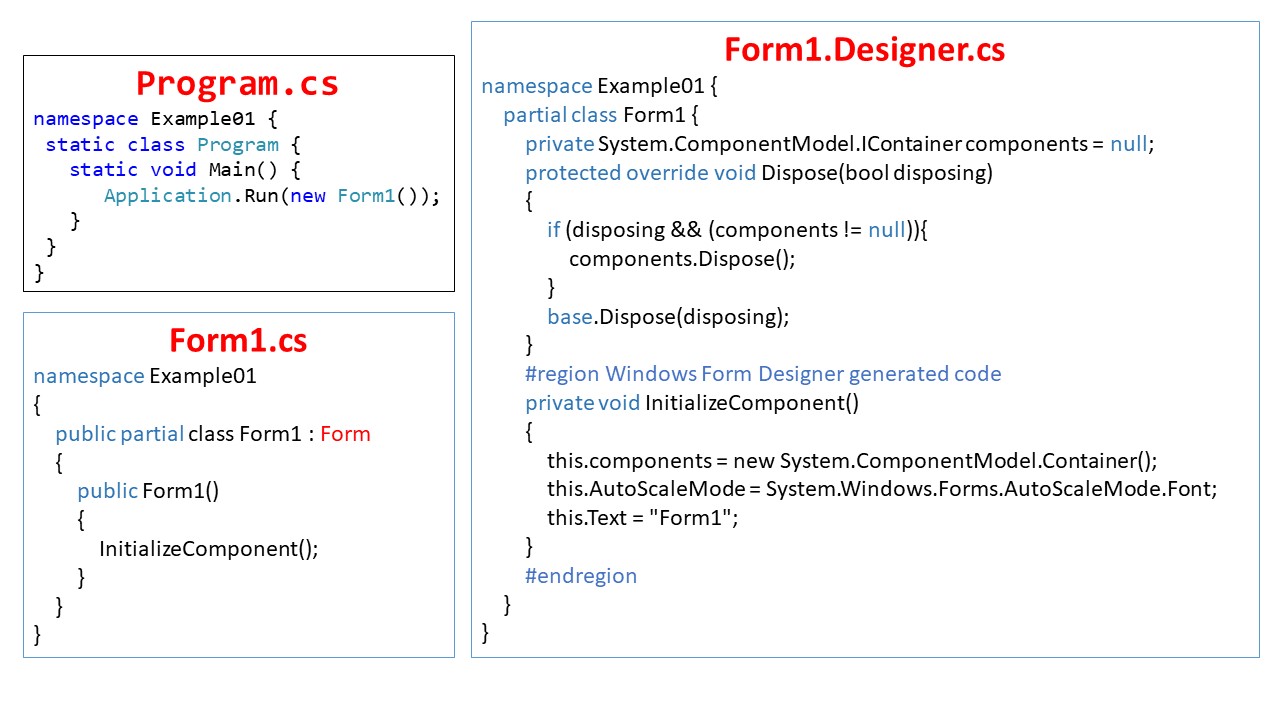 Program.cs
namespace Example01 {
 static class Program {
   static void Main() {
      Application.Run(new Form1());
   }
 }
}
Form1.cs
namespace Example01
{
  public partial class Form1 : Form
  {
    public Form1()
    {
      InitializeComponent();
    }
  }
}
Form1.Designer.cs
namespace Example01 {
  partial class Form1 {
    private System.ComponentModel.IContainer components = null;
    protected override void Dispose(bool disposing)
    {
      if (disposing && (components != null)){
        components.Dispose();
      }
      base.Dispose(disposing);
    }
    #region Windows Form Designer generated code
    private void InitializeComponent()
    {
      this.components = new System.ComponentModel.Container();
      this.AutoScaleMode = System.Windows.Forms.AutoScaleMode.Font;
      this.Text = "Form1";
    }
    #endregion
  }
}